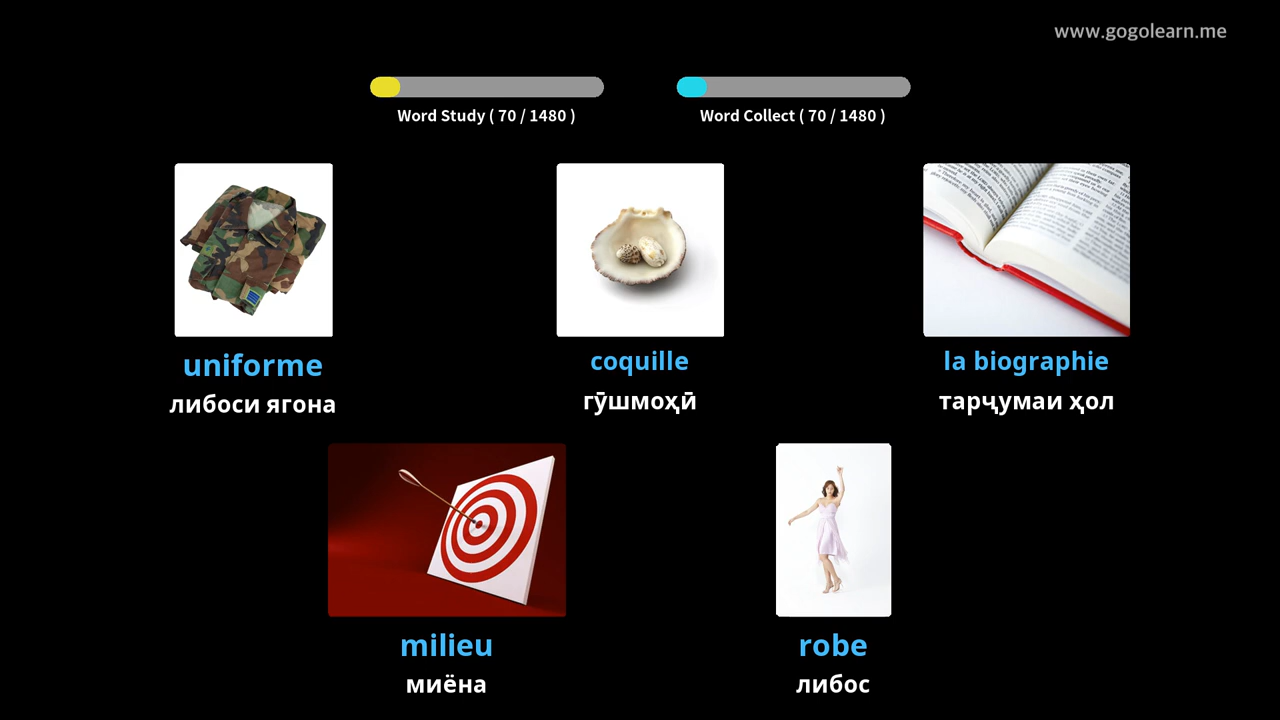 www.gogolearn.me
Word Study ( 70 / 1480 )
Word Collect ( 70 / 1480 )
uniforme
либоси ягона
coquille
гӯшмоҳӣ
la biographie
тарҷумаи ҳол
milieu
миёна
robe
либос